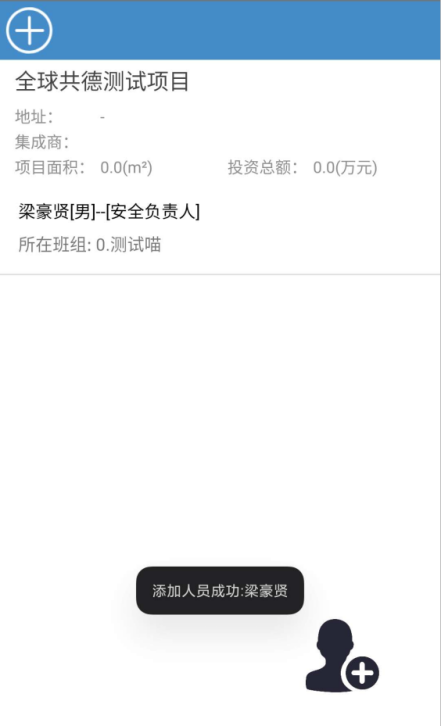 全球共德测试项目
地址： -
集成商：
项目面积： 0.0(m²) 投资总额： 0.0(万元)
梁豪贤[男]--[安全负责人]
所在班组: 0.测试喵
添加人员成功:梁豪贤